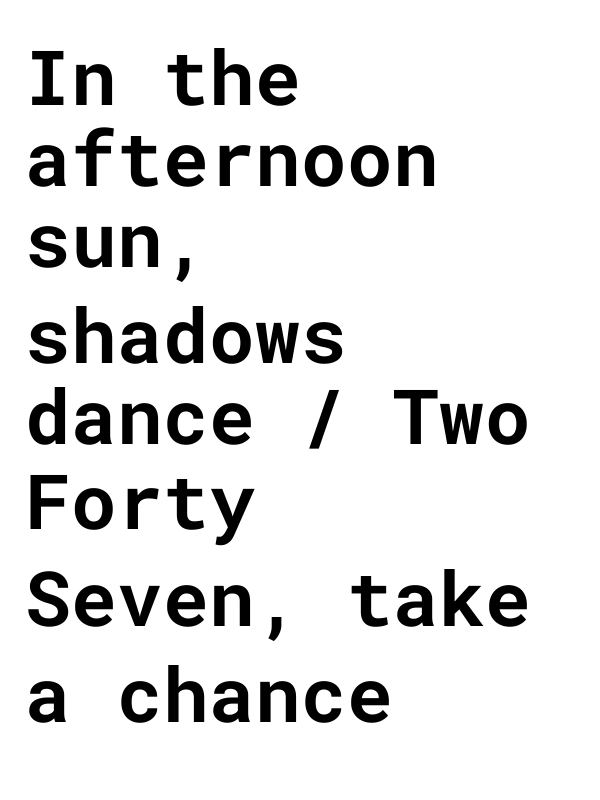 In the
afternoon
sun,
shadows
dance / Two
Forty
Seven, take
a chance